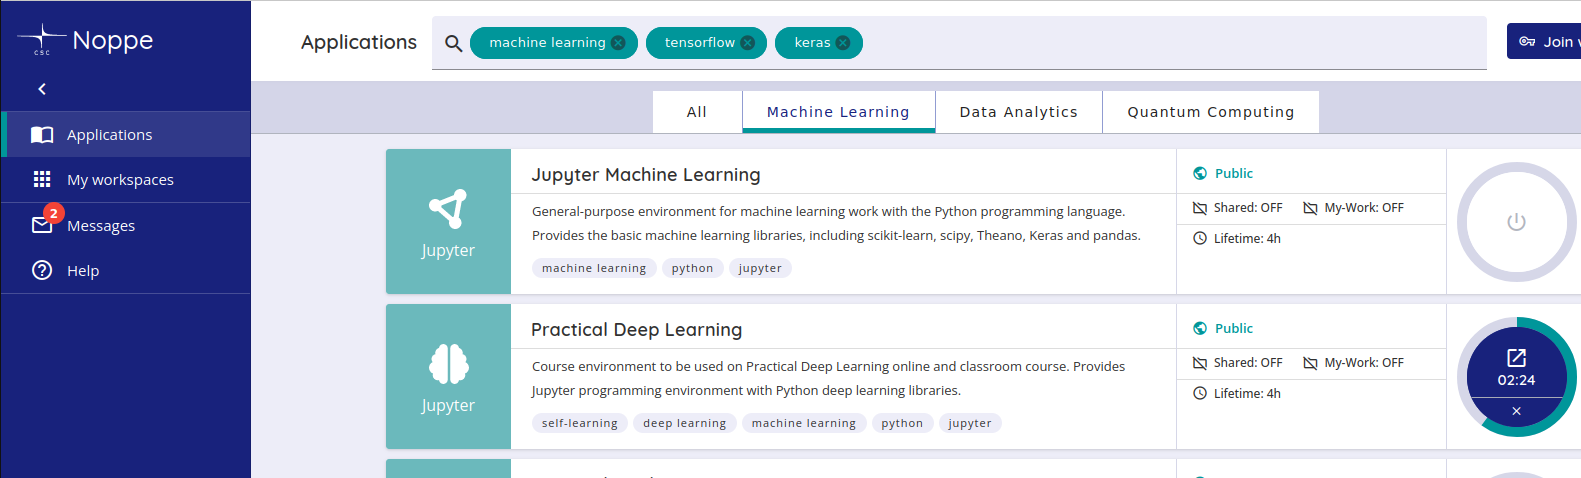 CSC
Noppe
Applications
machine learning
tensorflow
keras
Join
Applications
My workspaces
2
Messages
Help
All
Machine Learning
Data Analytics
Quantum Computing
Jupyter
Jupyter Machine Learning
General-purpose environment for machine learning work with the Python programming language.
Provides the basic machine learning libraries, including scikit-learn, scipy, Theano, Keras and pandas.
machine learning
python
jupyter
Public
Shared: OFF
My-Work: OFF
Lifetime: 4h
Jupyter
Practical Deep Learning
Course environment to be used on Practical Deep Learning online and classroom course. Provides
Jupyter programming environment with Python deep learning libraries.
self-learning
deep learning
machine learning
python
jupyter
Public
Shared: OFF
My-Work: OFF
Lifetime: 4h
02:24